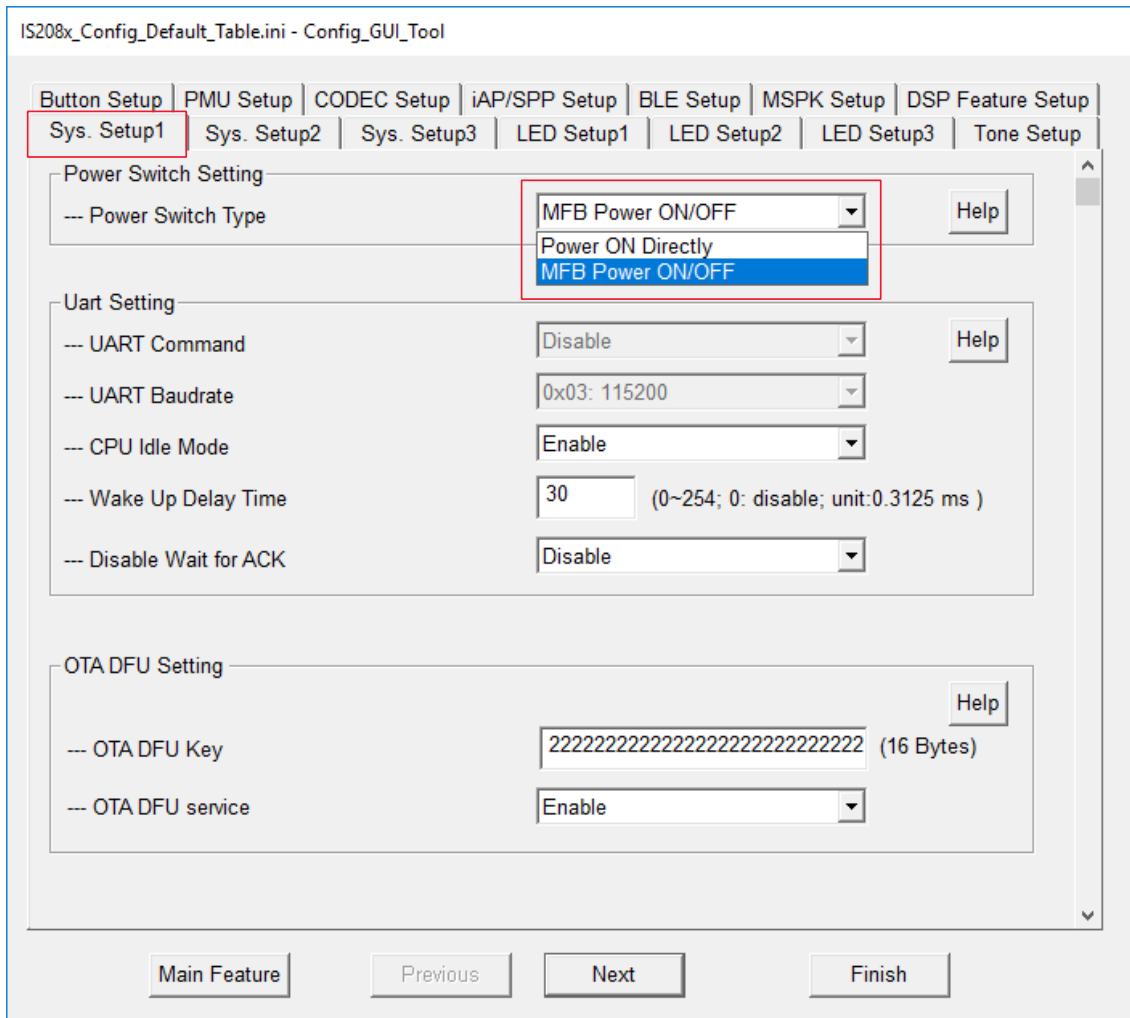 IS208x_Config_Default_Table.ini - Config_GUI_Tool
Button Setup PMU Setup CODEC Setup iAP/SPP Setup BLE Setup MSPK Setup DSP Feature Setup
Sys. Setup1 Sys. Setup2 Sys. Setup3 LED Setup1 LED Setup2 LED Setup3 Tone Setup
Power Switch Setting
--- Power Switch Type MFB Power ON/OFF Help
Power ON Directly
MFB Power ON/OFF
Uart Setting
--- UART Command Disable Help
--- UART Baudrate 0x03: 115200
--- CPU Idle Mode Enable
--- Wake Up Delay Time 30 (0~254; 0: disable; unit:0.3125 ms )
--- Disable Wait for ACK Disable
OTA DFU Setting
Help
--- OTA DFU Key 2222222222222222222222222222 (16 Bytes)
--- OTA DFU service Enable
Main Feature Previous Next Finish